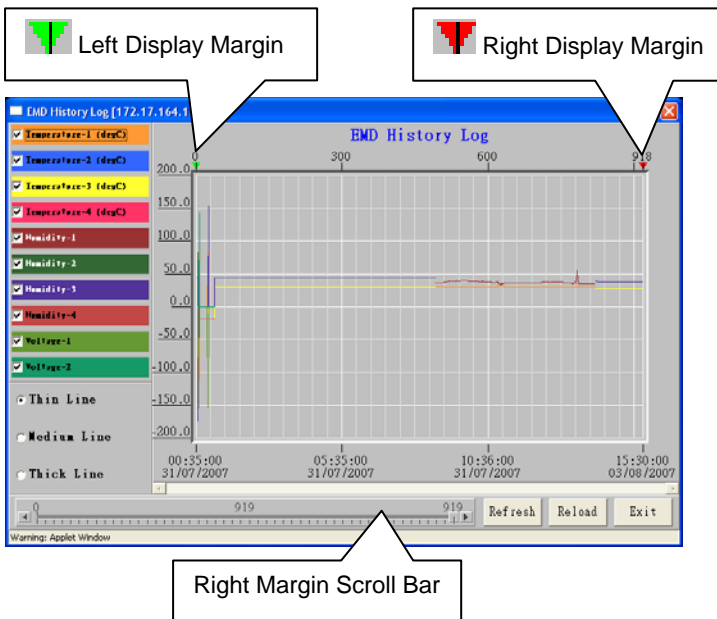 Left Display Margin
Right Display Margin
EMD History Log [172.17.164.1
EMD History Log
Temperature-1 (degC)
Temperature-2 (degC)
Temperature-3 (degC)
Temperature-4 (degC)
Humidity-1
Humidity-2
Humidity-3
Humidity-4
Voltage-1
Voltage-2
Thin Line
Medium Line
Thick Line
0 300 600 918
200.0
150.0
100.0
50.0
0.0
-50.0
-100.0
-150.0
-200.0
00:35:00 05:35:00 10:36:00 15:30:00
31/07/2007 31/07/2007 31/07/2007 03/08/2007
0 919 919
Refresh Reload Exit
Warning: Applet Window
Right Margin Scroll Bar